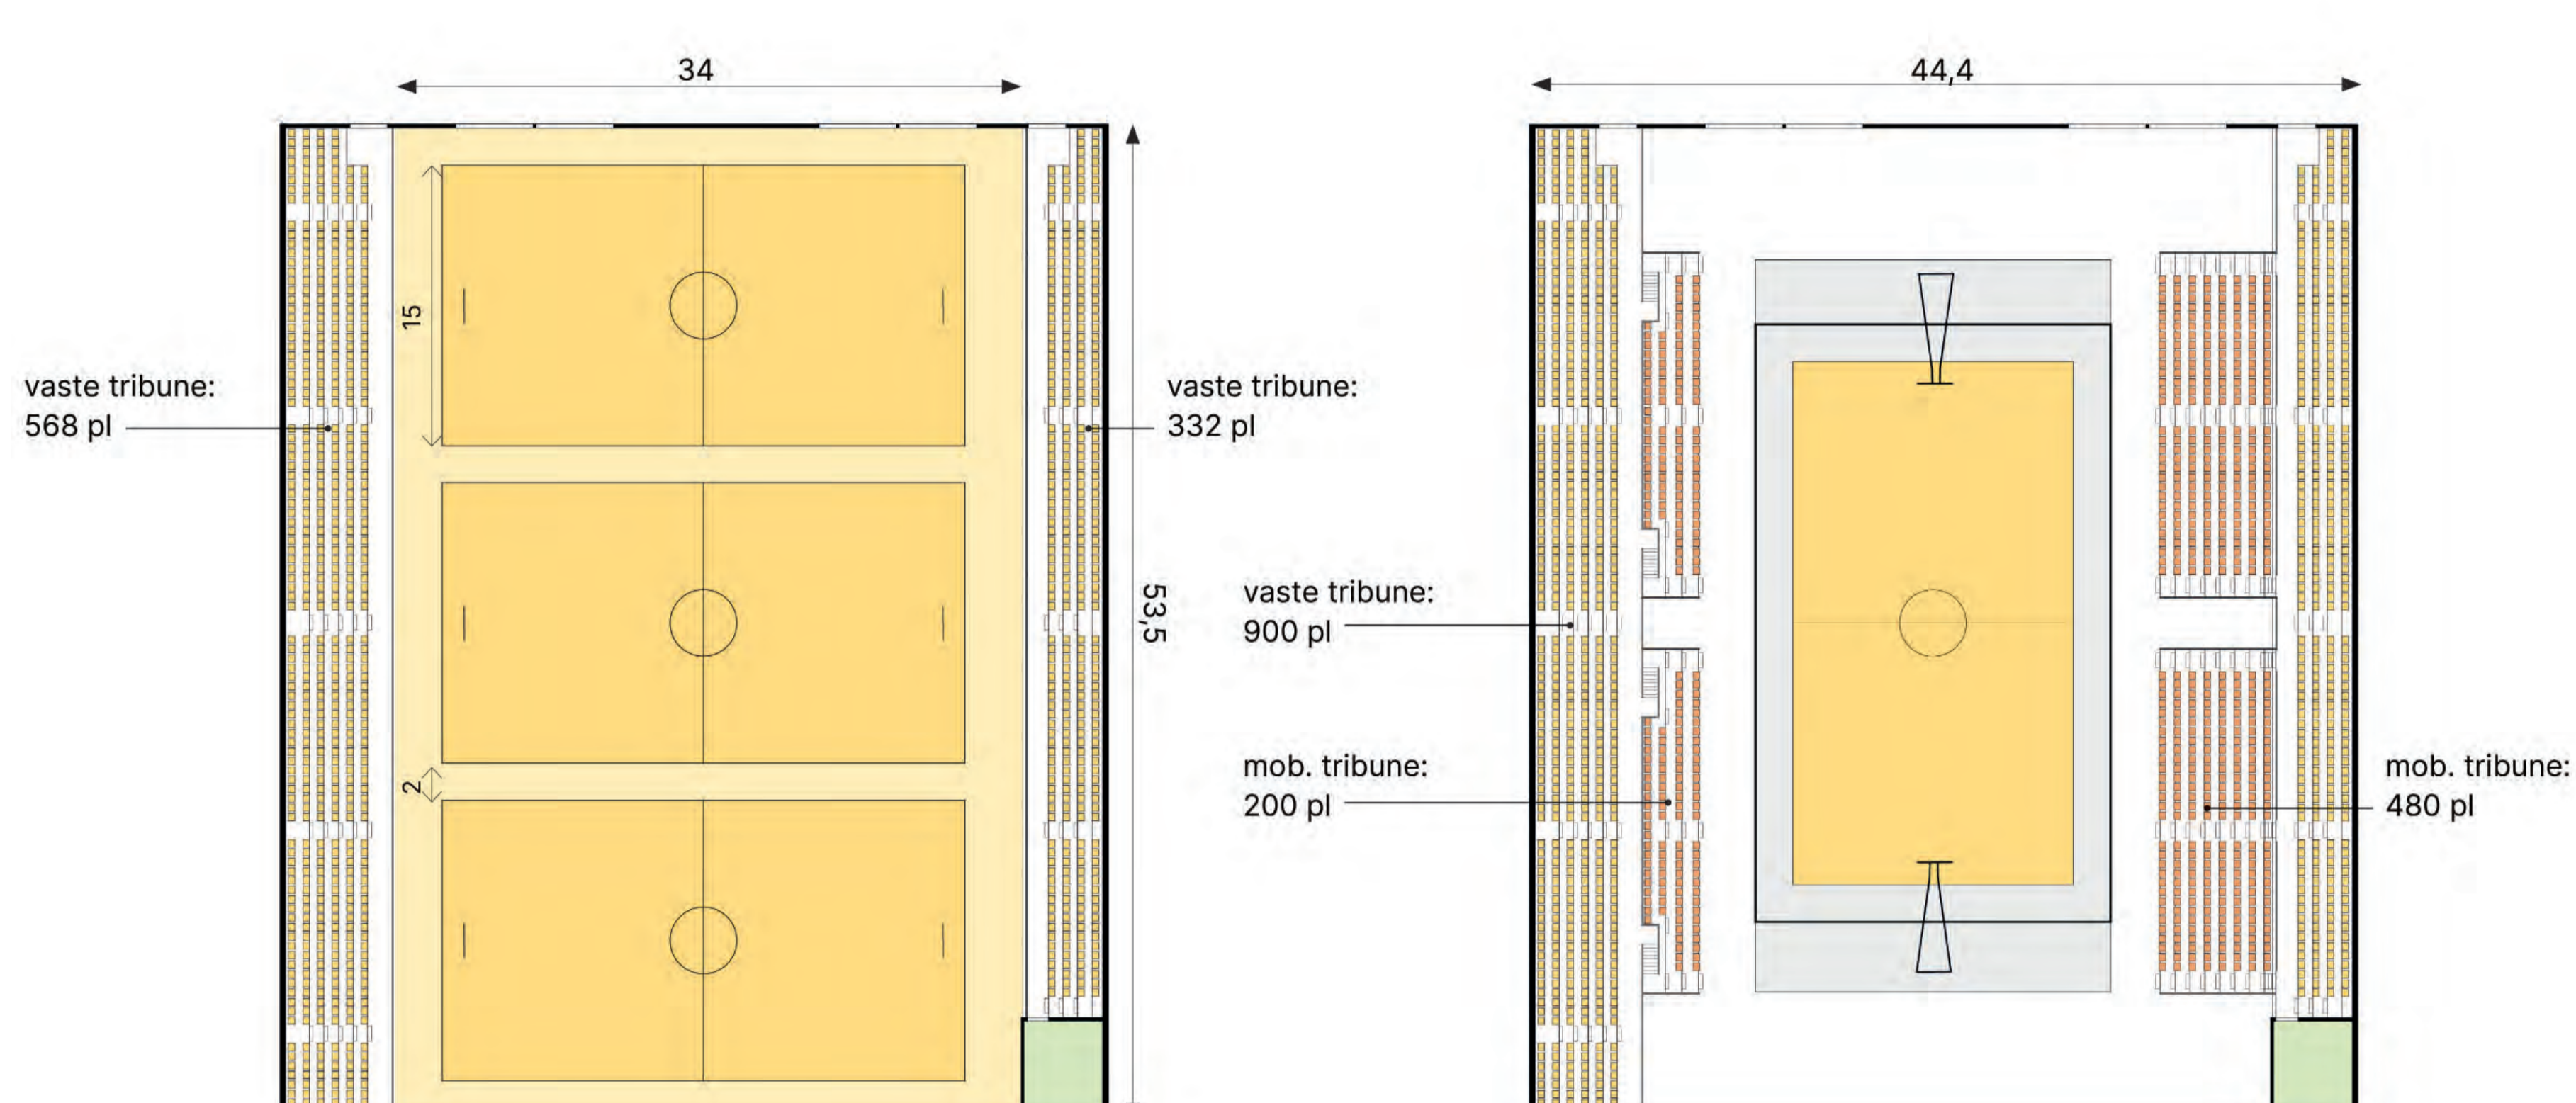 34
44,4
15
vaste tribune:
568 pl
vaste tribune:
332 pl
53,5
vaste tribune:
900 pl
2
mob. tribune:
200 pl
mob. tribune:
480 pl